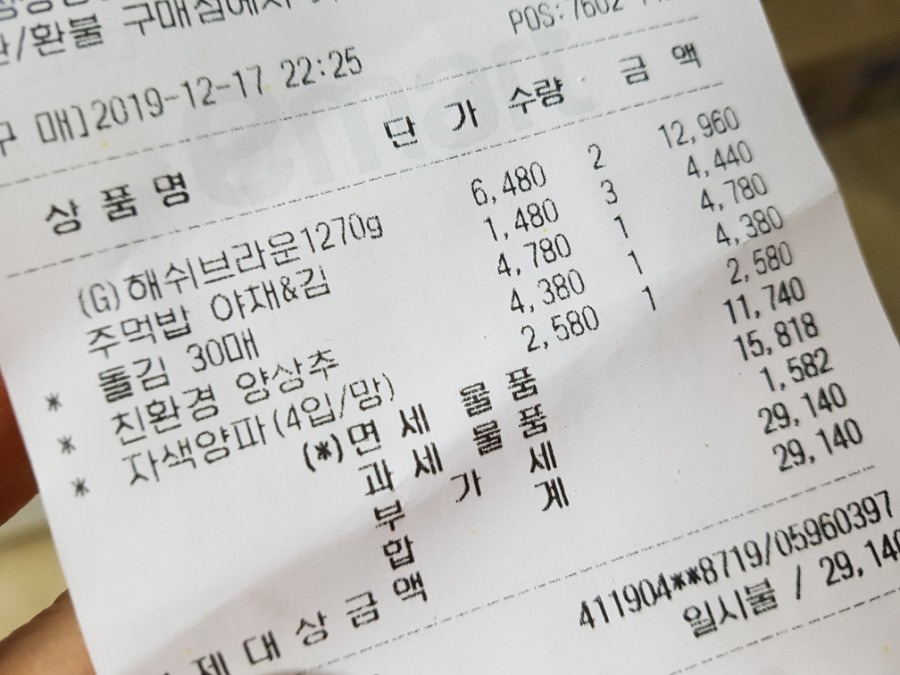 환/환불 구매점에서
POS:7602
구 매]2019-12-17 22:25
emart
상 품 명 단 가 수량 금 액
(G)해쉬브라운1270g 6,480 2 12,960
주먹밥 야채&김 1,480 3 4,440
* 돌김 30매 4,780 1 4,780
* 친환경 양상추 4,380 1 4,380
* 자색양파(4입/망) 2,580 1 2,580
(*)면 세 물 품 11,740
과 세 물 품 15,818
부 가 세 1,582
합 계 29,140
제 대 상 금 액 29,140
411904**8719/05960397
일시불 / 29,140